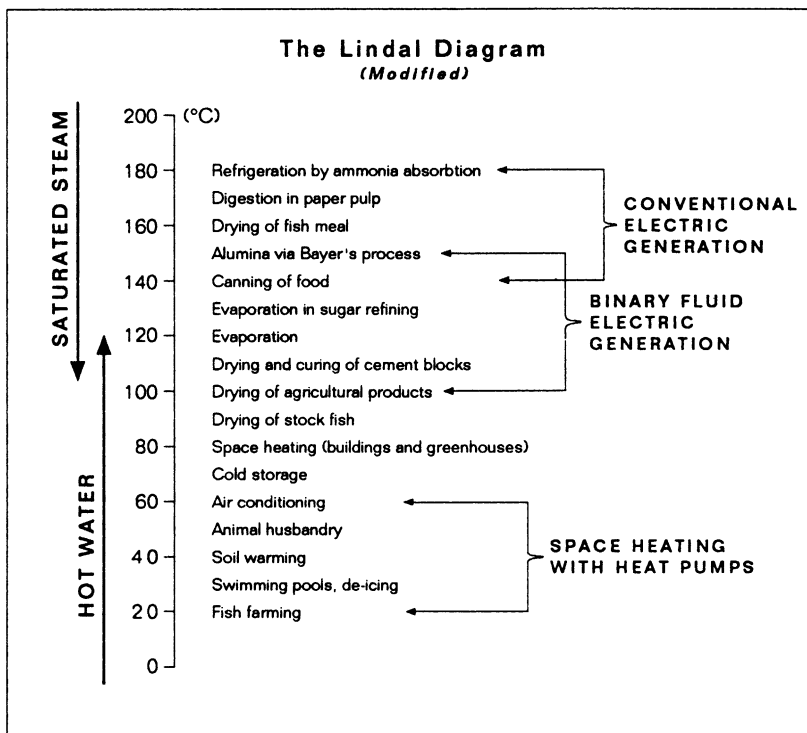 The Lindal Diagram
(Modified)
SATURATED STEAM
HOT WATER
200 (°C)
180 Refrigeration by ammonia absorbtion
Digestion in paper pulp
160 Drying of fish meal
Alumina via Bayer's process
140 Canning of food
Evaporation in sugar refining
120 Evaporation
Drying and curing of cement blocks
100 Drying of agricultural products
Drying of stock fish
80 Space heating (buildings and greenhouses)
Cold storage
60 Air conditioning
Animal husbandry
40 Soil warming
Swimming pools, de-icing
20 Fish farming
0
CONVENTIONAL
ELECTRIC
GENERATION
BINARY FLUID
ELECTRIC
GENERATION
SPACE HEATING
WITH HEAT PUMPS